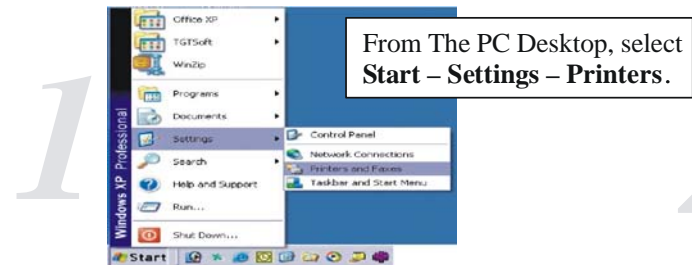 1
Office XP
TGTSoft
WinZip
Programs
Documents
Settings
Search
Help and Support
Run...
Shut Down...
Windows XP Professional
Control Panel
Network Connections
Printers and Faxes
Taskbar and Start Menu
Start
From The PC Desktop, select
Start – Settings – Printers.